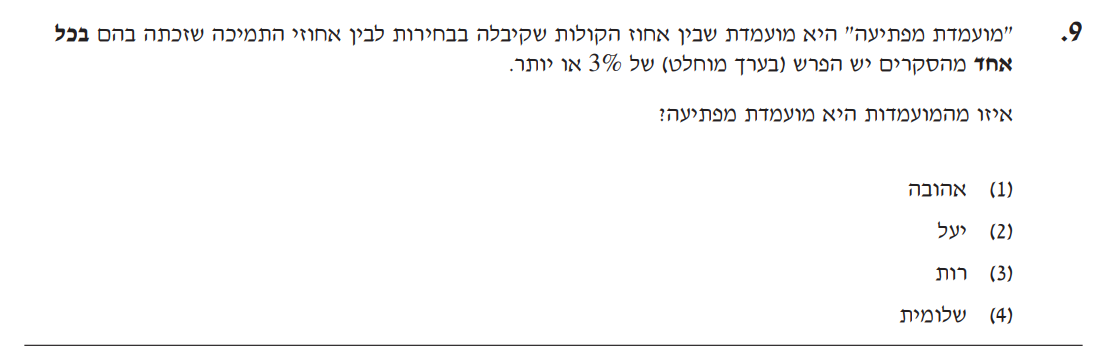 9. "מועמדת מפתיעה" היא מועמדת שבין אחוז הקולות שקיבלה בבחירות לבין אחוזי התמיכה שזכתה בהם בכל
אחד מהסקרים יש הפרש (בערך מוחלט) של 3% או יותר.
איזו מהמועמדות היא מועמדת מפתיעה?
(1) אהובה
(2) יעל
(3) רות
(4) שלומית